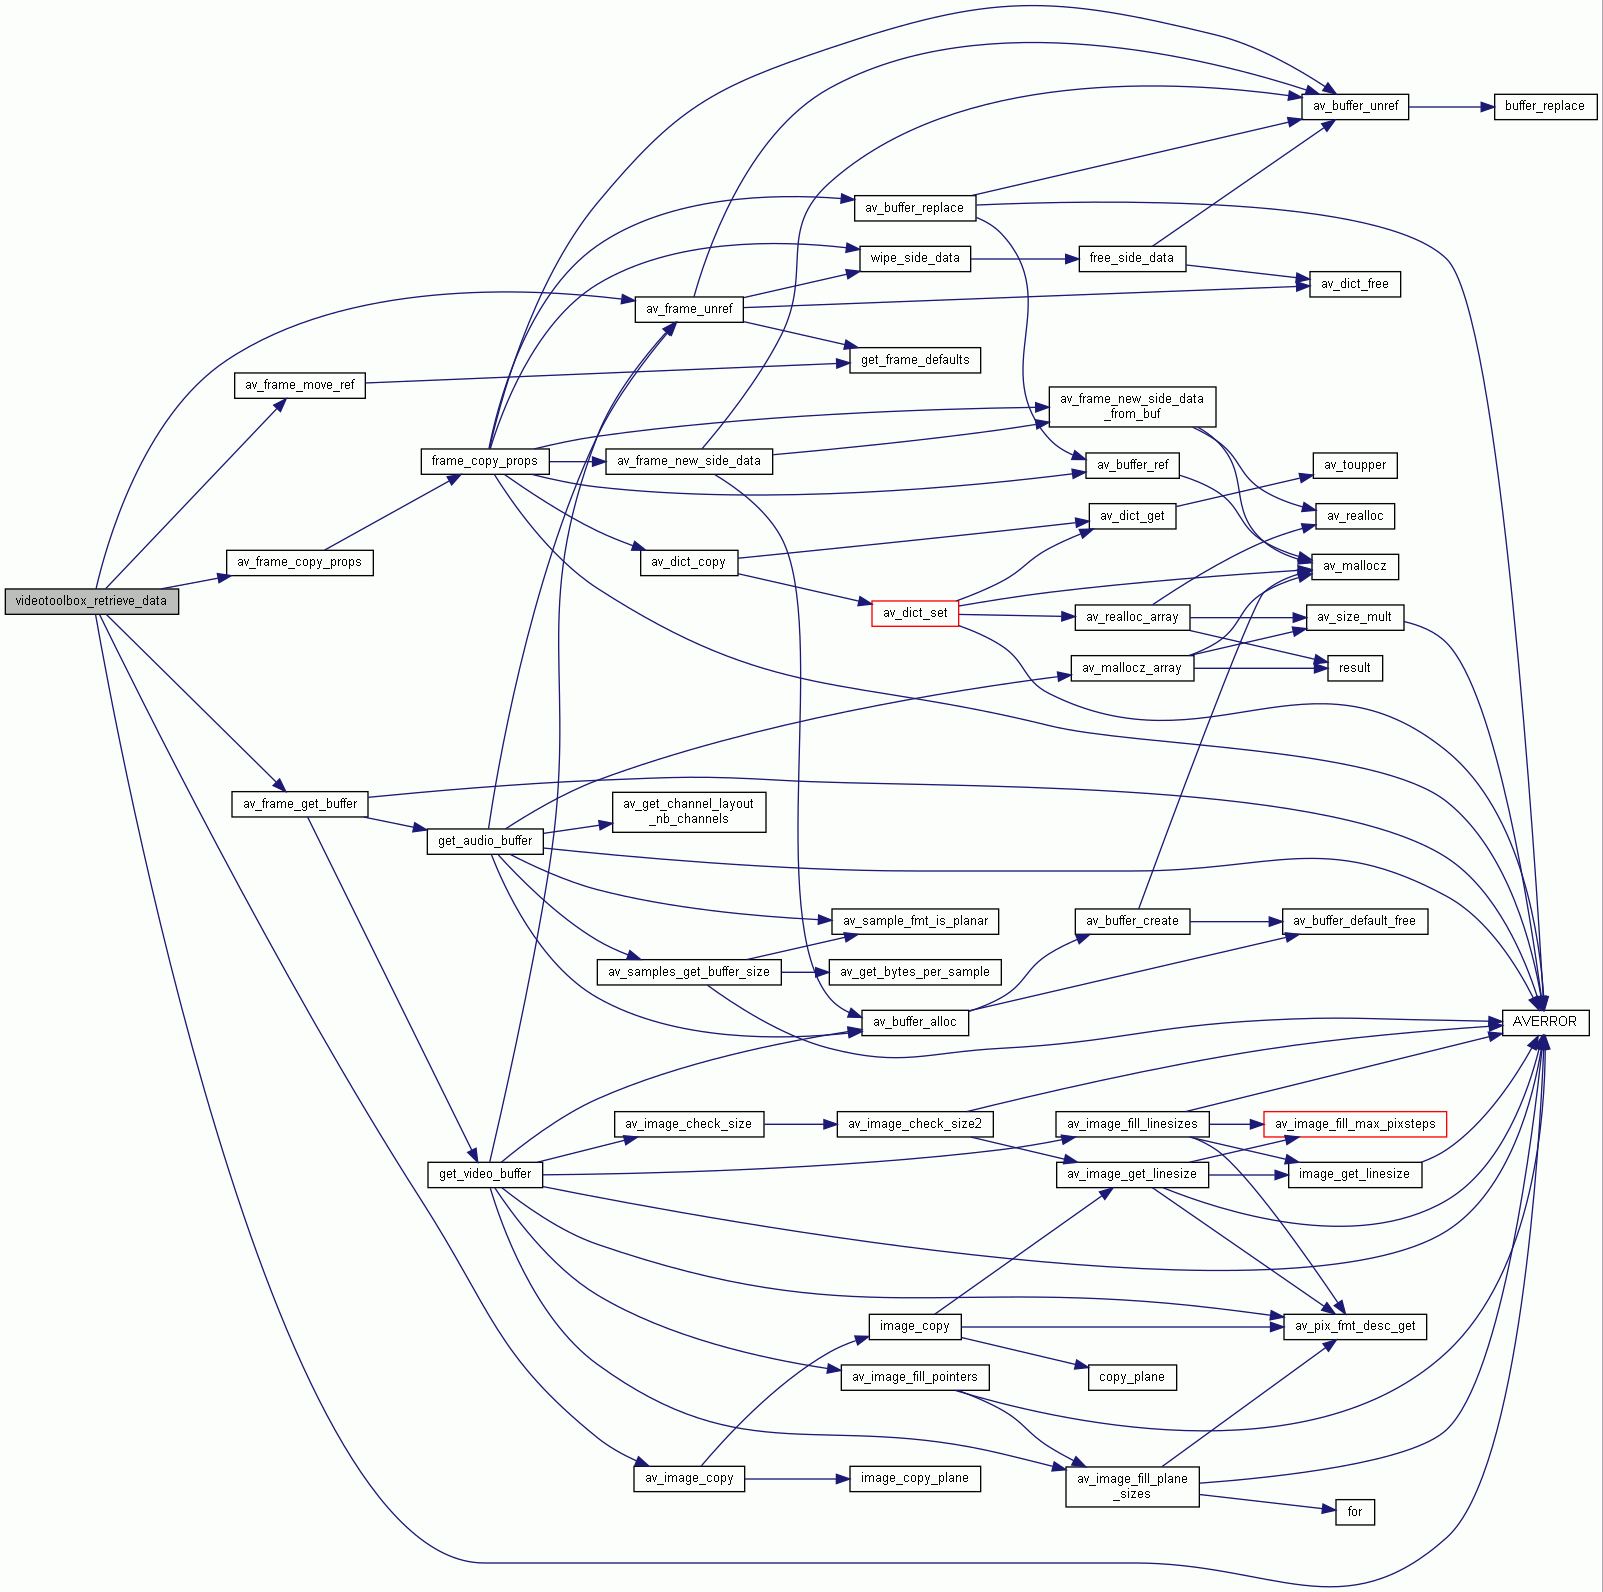 av_buffer_unref
buffer_replace
av_buffer_replace
wipe_side_data
free_side_data
av_dict_free
av_frame_unref
get_frame_defaults
av_frame_move_ref
av_frame_new_side_data
_from_buf
frame_copy_props
av_frame_new_side_data
av_buffer_ref
av_toupper
av_dict_get
av_realloc
av_frame_copy_props
av_dict_copy
av_mallocz
videotoolbox_retrieve_data
av_dict_set
av_realloc_array
av_size_mult
av_mallocz_array
result
av_frame_get_buffer
av_get_channel_layout
_nb_channels
get_audio_buffer
av_sample_fmt_is_planar
av_buffer_create
av_buffer_default_free
av_samples_get_buffer_size
av_get_bytes_per_sample
av_buffer_alloc
AVERROR
av_image_check_size
av_image_check_size2
av_image_fill_linesizes
av_image_fill_max_pixsteps
get_video_buffer
av_image_get_linesize
image_get_linesize
image_copy
av_pix_fmt_desc_get
av_image_fill_pointers
copy_plane
av_image_copy
image_copy_plane
av_image_fill_plane
_sizes
for